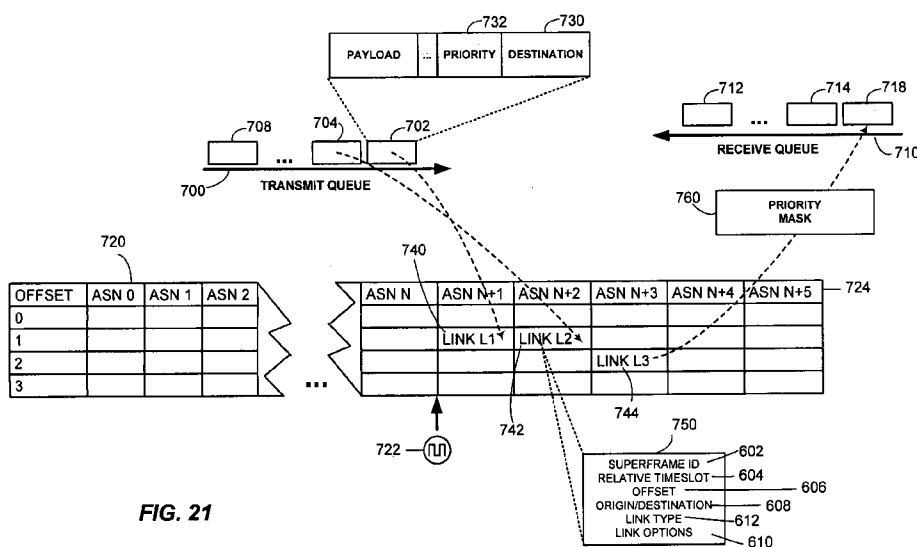 732 730
PAYLOAD ... PRIORITY DESTINATION
708 704 702
...
700 TRANSMIT QUEUE
712 714 718
...
RECEIVE QUEUE 710
760 PRIORITY
MASK
720 740 724
OFFSET ASN 0 ASN 1 ASN 2 ASN N ASN N+1 ASN N+2 ASN N+3 ASN N+4 ASN N+5
0
1 LINK L1 LINK L2
2 LINK L3
3 ...
722 742 744
750
SUPERFRAME ID 602
RELATIVE TIMESLOT 604
OFFSET 606
ORIGIN/DESTINATION 608
LINK TYPE 612
LINK OPTIONS 610
FIG. 21